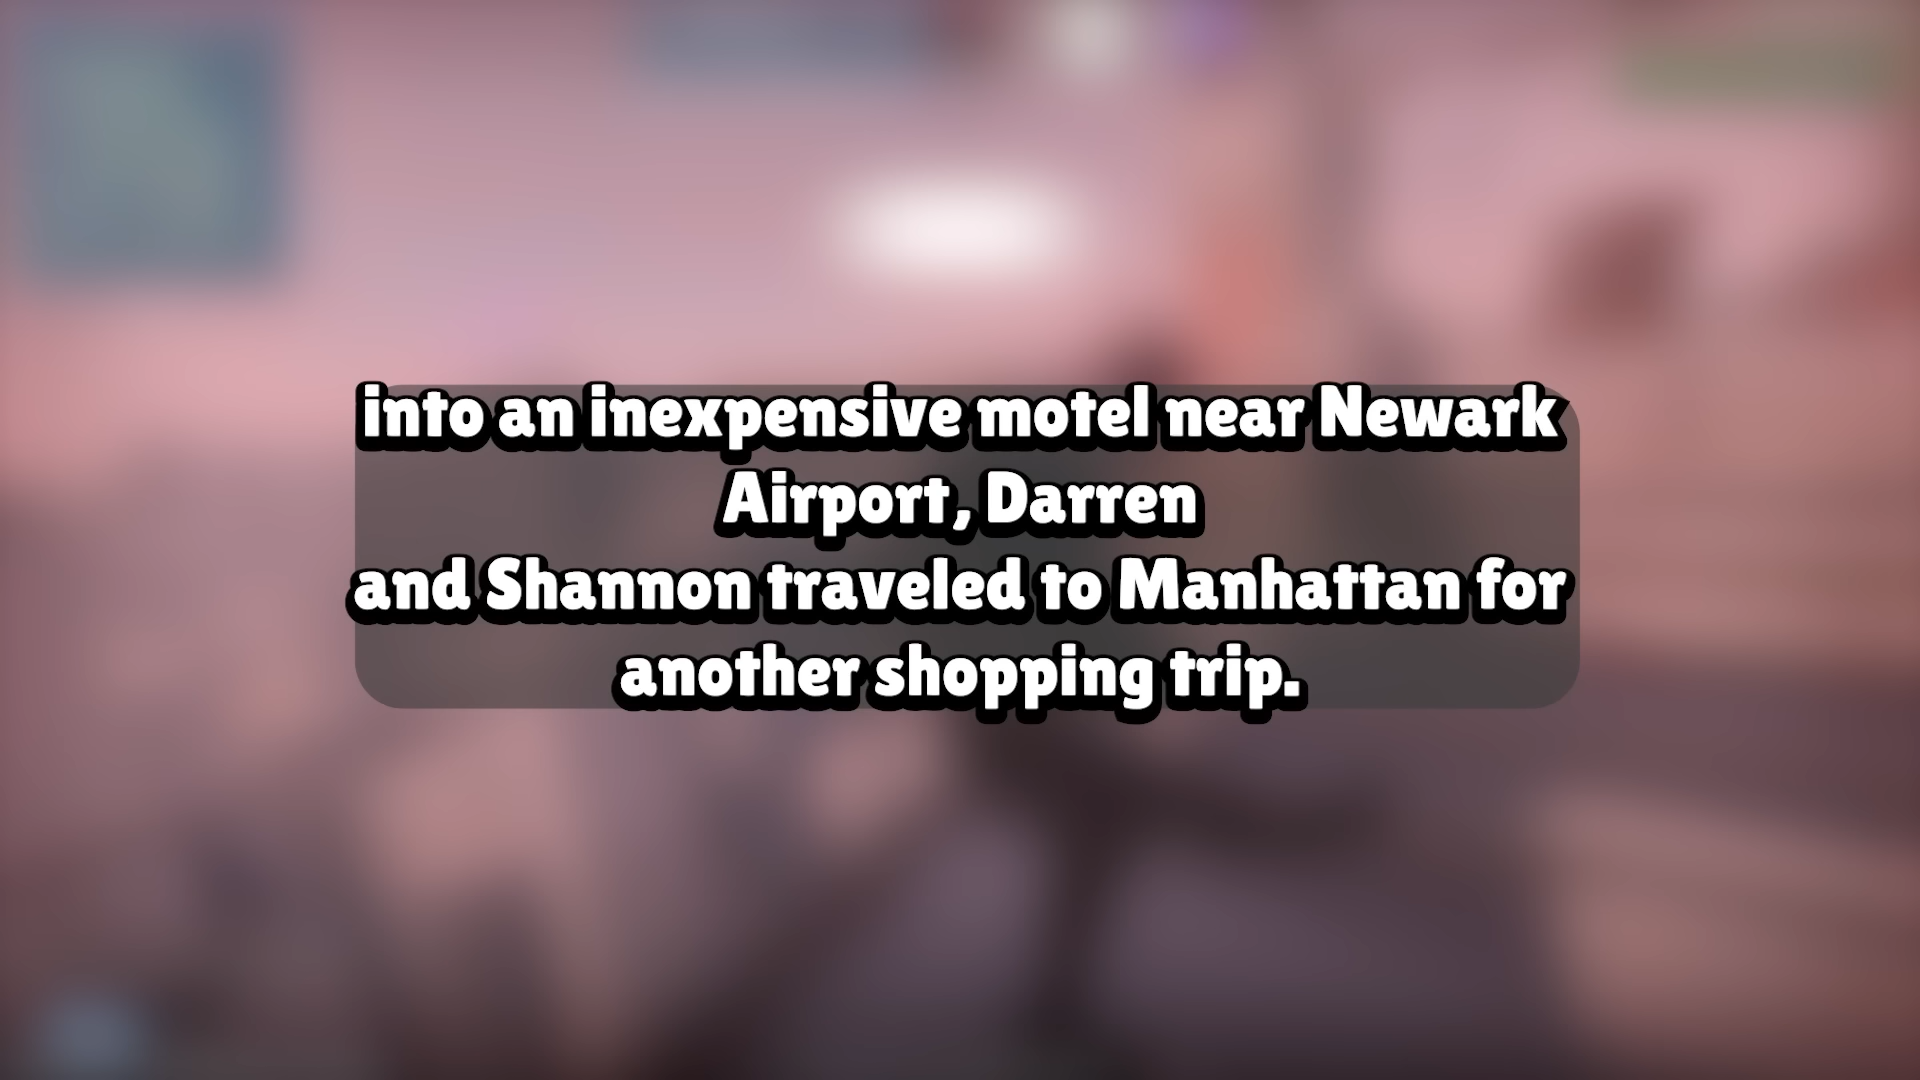 into an inexpensive motel near Newark
Airport, Darren
and Shannon traveled to Manhattan for
another shopping trip.